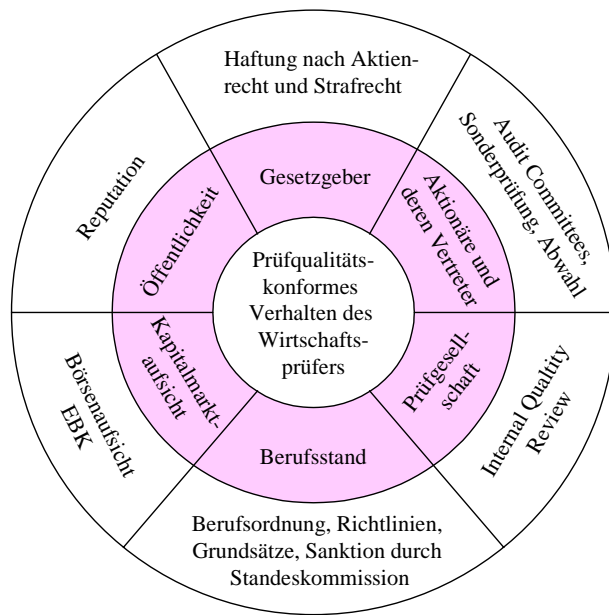 Haftung nach Aktien-
recht und Strafrecht
Audit Committees,
Sonderprüfung, Abwahl
Internal Qualtity
Review
Berufsordnung, Richtlinien,
Grundsätze, Sanktion durch
Standeskommission
Börsenaufsicht
EBK
Reputation
Gesetzgeber
Aktionäre und
deren Vertreter
Prüfgesell-
schaft
Berufsstand
Kapitalmarkt-
aufsicht
Öffentlichkeit
Prüfqualitäts-
konformes
Verhalten des
Wirtschafts-
prüfers